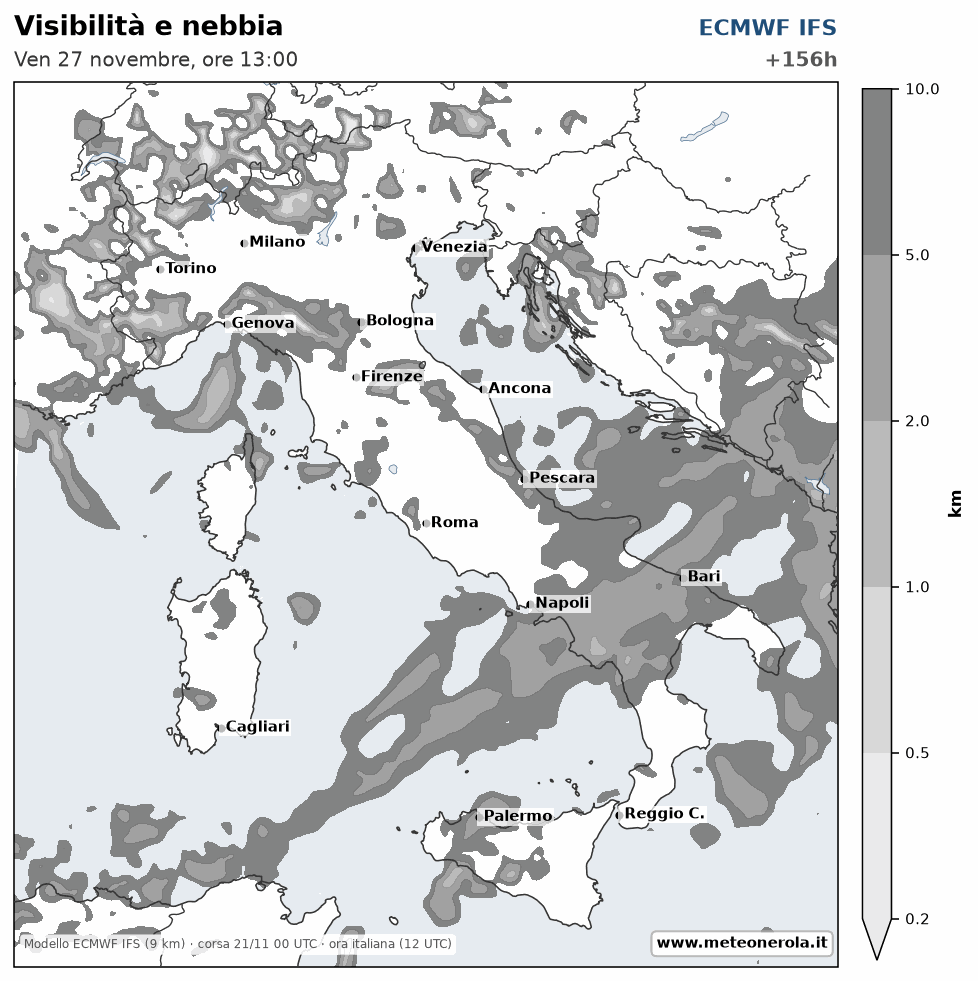 Visibilità e nebbia
ECMWF IFS
Ven 27 novembre, ore 13:00
+156h
10.0
5.0
2.0
1.0
0.5
0.2
km
Milano
Venezia
Torino
Genova
Bologna
Firenze
Ancona
Pescara
Roma
Bari
Napoli
Cagliari
Palermo
Reggio C.
Modello ECMWF IFS (9 km) · corsa 21/11 00 UTC · ora italiana (12 UTC)
www.meteonerola.it